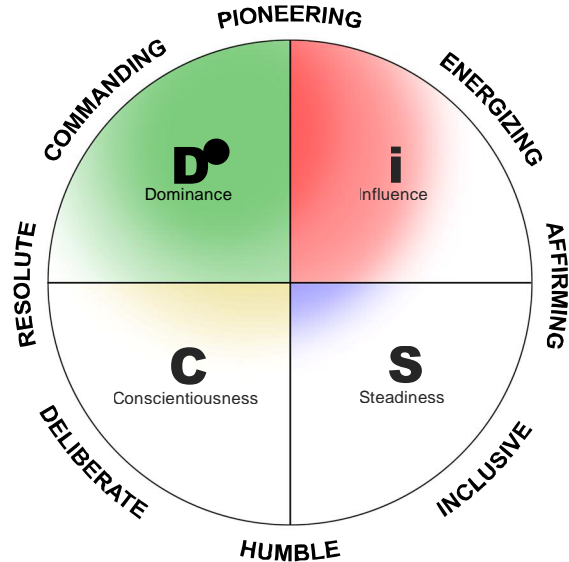 PIONEERING
COMMANDING
ENERGIZING
D
Dominance
i
Influence
RESOLUTE
AFFIRMING
C
Conscientiousness
S
Steadiness
DELIBERATE
INCLUSIVE
HUMBLE